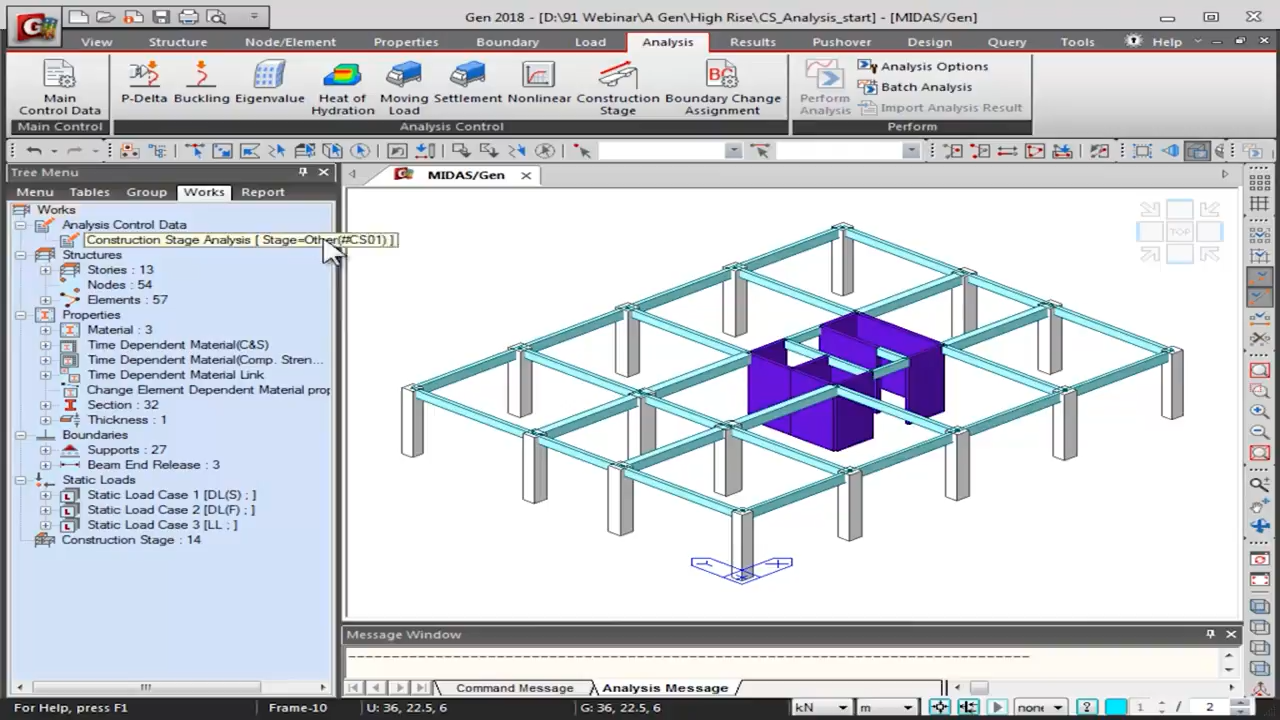 Gen 2018 - [D:\91 Webinar\A Gen\High Rise\CS_Analysis_start] - [MIDAS/Gen]
View Structure Node/Element Properties Boundary Load Analysis Results Pushover Design Query Tools Help
Main Control Data
P-Delta
Buckling
Eigenvalue
Heat of Hydration
Moving Load
Settlement
Nonlinear
Construction Stage
Boundary Change Assignment
Perform Analysis
Analysis Options
Batch Analysis
Import Analysis Result
Main Control Analysis Control Perform
Tree Menu
MIDAS/Gen
Menu Tables Group Works Report
Works
Analysis Control Data
Construction Stage Analysis [ Stage=Other(#CS01) ]
Structures
Stories : 13
Nodes : 54
Elements : 57
Properties
Material : 3
Time Dependent Material(C&S)
Time Dependent Material(Comp. Stren...
Time Dependent Material Link
Change Element Dependent Material prop
Section : 32
Thickness : 1
Boundaries
Supports : 27
Beam End Release : 3
Static Loads
Static Load Case 1 [DL(S) ; ]
Static Load Case 2 [DL(F) ; ]
Static Load Case 3 [LL ; ]
Construction Stage : 14
TOP
Message Window
Command Message Analysis Message
For Help, press F1 Frame-10 U: 36, 22.5, 6 G: 36, 22.5, 6 kN m none 1 / 2